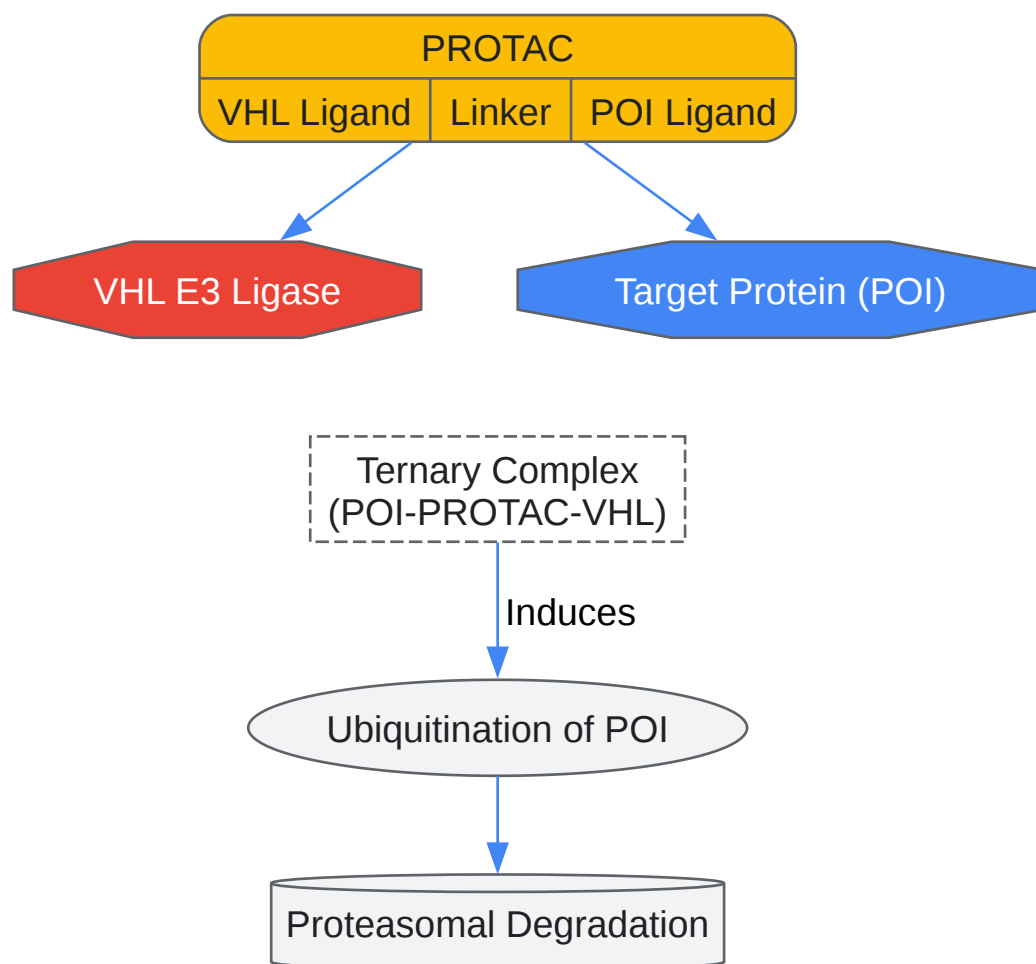 PROTAC
VHL Ligand
Linker
POI Ligand
VHL E3 Ligase
Target Protein (POI)
Ternary Complex
(POI-PROTAC-VHL)
Induces
Ubiquitination of POI
Proteasomal Degradation